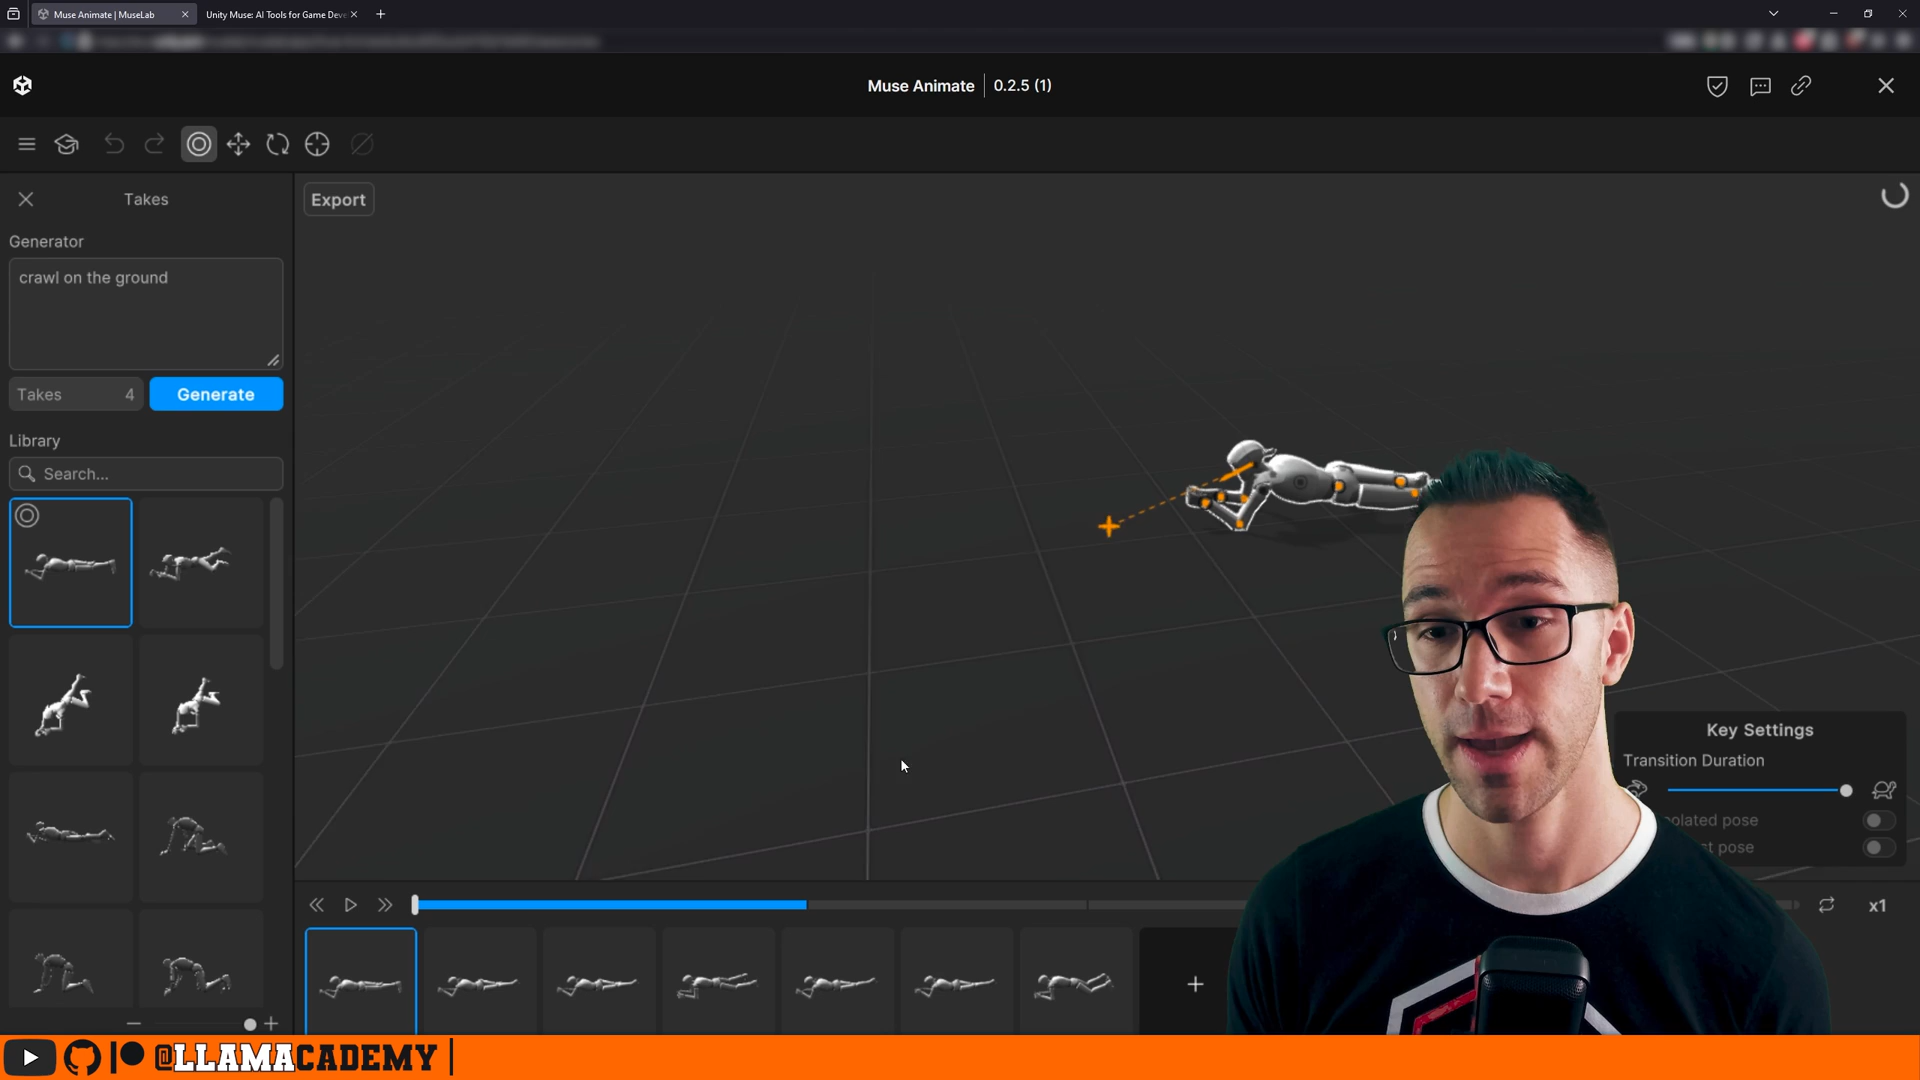 Muse Animate | MuseLab
Unity Muse: AI Tools for Game Deve
Muse Animate
0.2.5 (1)
Takes
Export
Generator
crawl on the ground
Takes 4
Generate
Library
Search...
Key Settings
Transition Duration
olated pose
t pose
x1
@LLAMACADEMY